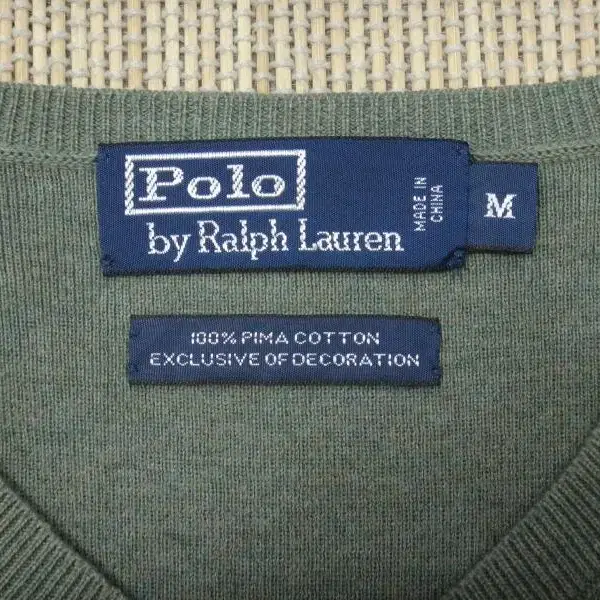 Polo
by Ralph Lauren
MADE IN
CHINA
M
100% PIMA COTTON
EXCLUSIVE OF DECORATION